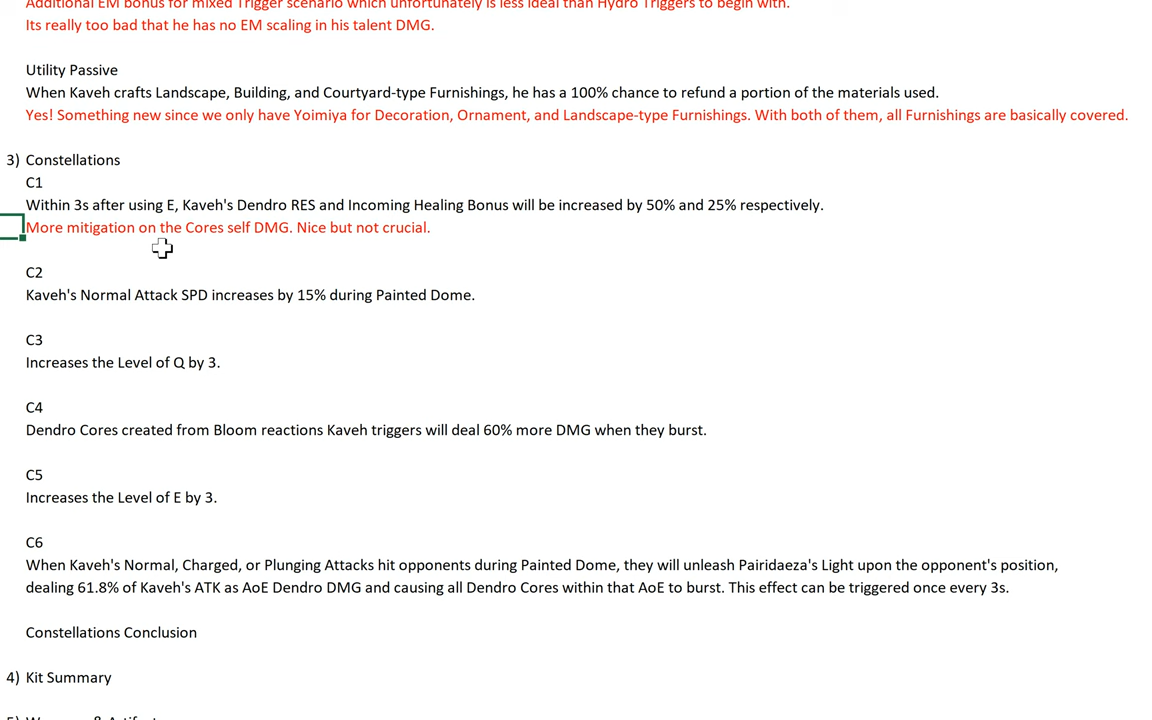 Additional EM bonus for mixed Trigger scenario which unfortunately is less ideal than Hydro Triggers to begin with.
Its really too bad that he has no EM scaling in his talent DMG.
Utility Passive
When Kaveh crafts Landscape, Building, and Courtyard-type Furnishings, he has a 100% chance to refund a portion of the materials used.
Yes! Something new since we only have Yoimiya for Decoration, Ornament, and Landscape-type Furnishings. With both of them, all Furnishings are basically covered.
3) Constellations
C1
Within 3s after using E, Kaveh's Dendro RES and Incoming Healing Bonus will be increased by 50% and 25% respectively.
More mitigation on the Cores self DMG. Nice but not crucial.
C2
Kaveh's Normal Attack SPD increases by 15% during Painted Dome.
C3
Increases the Level of Q by 3.
C4
Dendro Cores created from Bloom reactions Kaveh triggers will deal 60% more DMG when they burst.
C5
Increases the Level of E by 3.
C6
When Kaveh's Normal, Charged, or Plunging Attacks hit opponents during Painted Dome, they will unleash Pairidaeza's Light upon the opponent's position,
dealing 61.8% of Kaveh's ATK as AoE Dendro DMG and causing all Dendro Cores within that AoE to burst. This effect can be triggered once every 3s.
Constellations Conclusion
4) Kit Summary